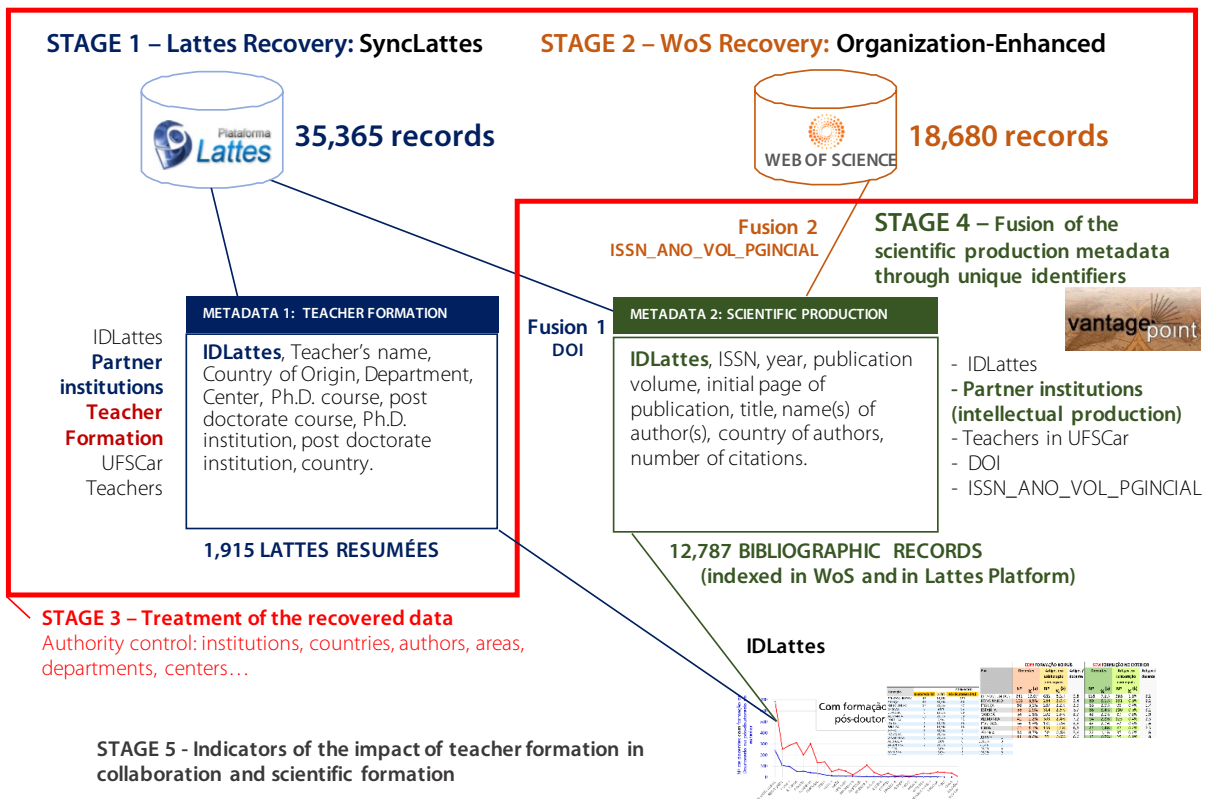 STAGE 1 – Lattes Recovery: SyncLattes
STAGE 2 – WoS Recovery: Organization-Enhanced
Plataforma
Lattes
35,365 records
WEB OF SCIENCE
18,680 records
Fusion 2
ISSN_ANO_VOL_PGINCIAL
STAGE 4 – Fusion of the
scientific production metadata
through unique identifiers
vantage point
METADATA 1: TEACHER FORMATION
Fusion 1
DOI
METADATA 2: SCIENTIFIC PRODUCTION
IDLattes
Partner
institutions
Teacher
Formation
UFSCar
Teachers
IDLattes, Teacher's name,
Country of Origin, Department,
Center, Ph.D. course, post
doctorate course, Ph.D.
institution, post doctorate
institution, country.
IDLattes, ISSN, year, publication
volume, initial page of
publication, title, name(s) of
author(s), country of authors,
number of citations.
- IDLattes
- Partner institutions
(intellectual production)
- Teachers in UFSCar
- DOI
- ISSN_ANO_VOL_PGINCIAL
1,915 LATTES RESUMÉES
12,787 BIBLIOGRAPHIC RECORDS
(indexed in WoS and in Lattes Platform)
STAGE 3 – Treatment of the recovered data
Authority control: institutions, countries, authors, areas,
departments, centers…
IDLattes
Com formação
pós-doutor
COM FORMAÇÃO NO PAÍS
COM FORMAÇÃO NO EXTERIOR
STAGE 5 - Indicators of the impact of teacher formation in
collaboration and scientific formation